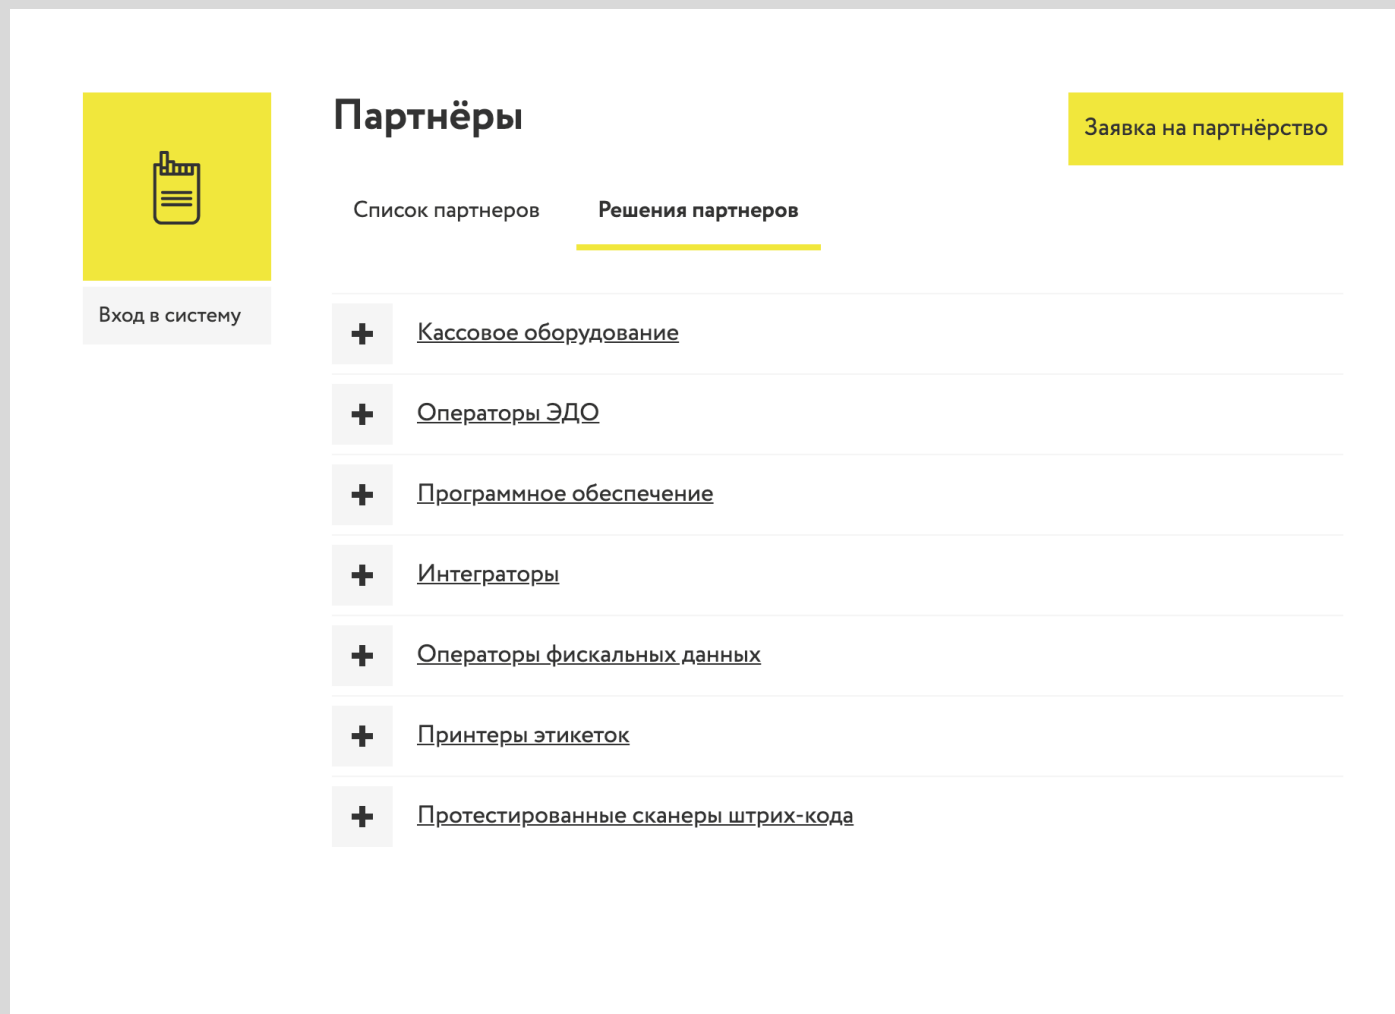 Партнёры
Заявка на партнёрство
Список партнеров
Решения партнеров
Вход в систему
Кассовое оборудование
Операторы ЭДО
Программное обеспечение
Интеграторы
Операторы фискальных данных
Принтеры этикеток
Протестированные сканеры штрих-кода